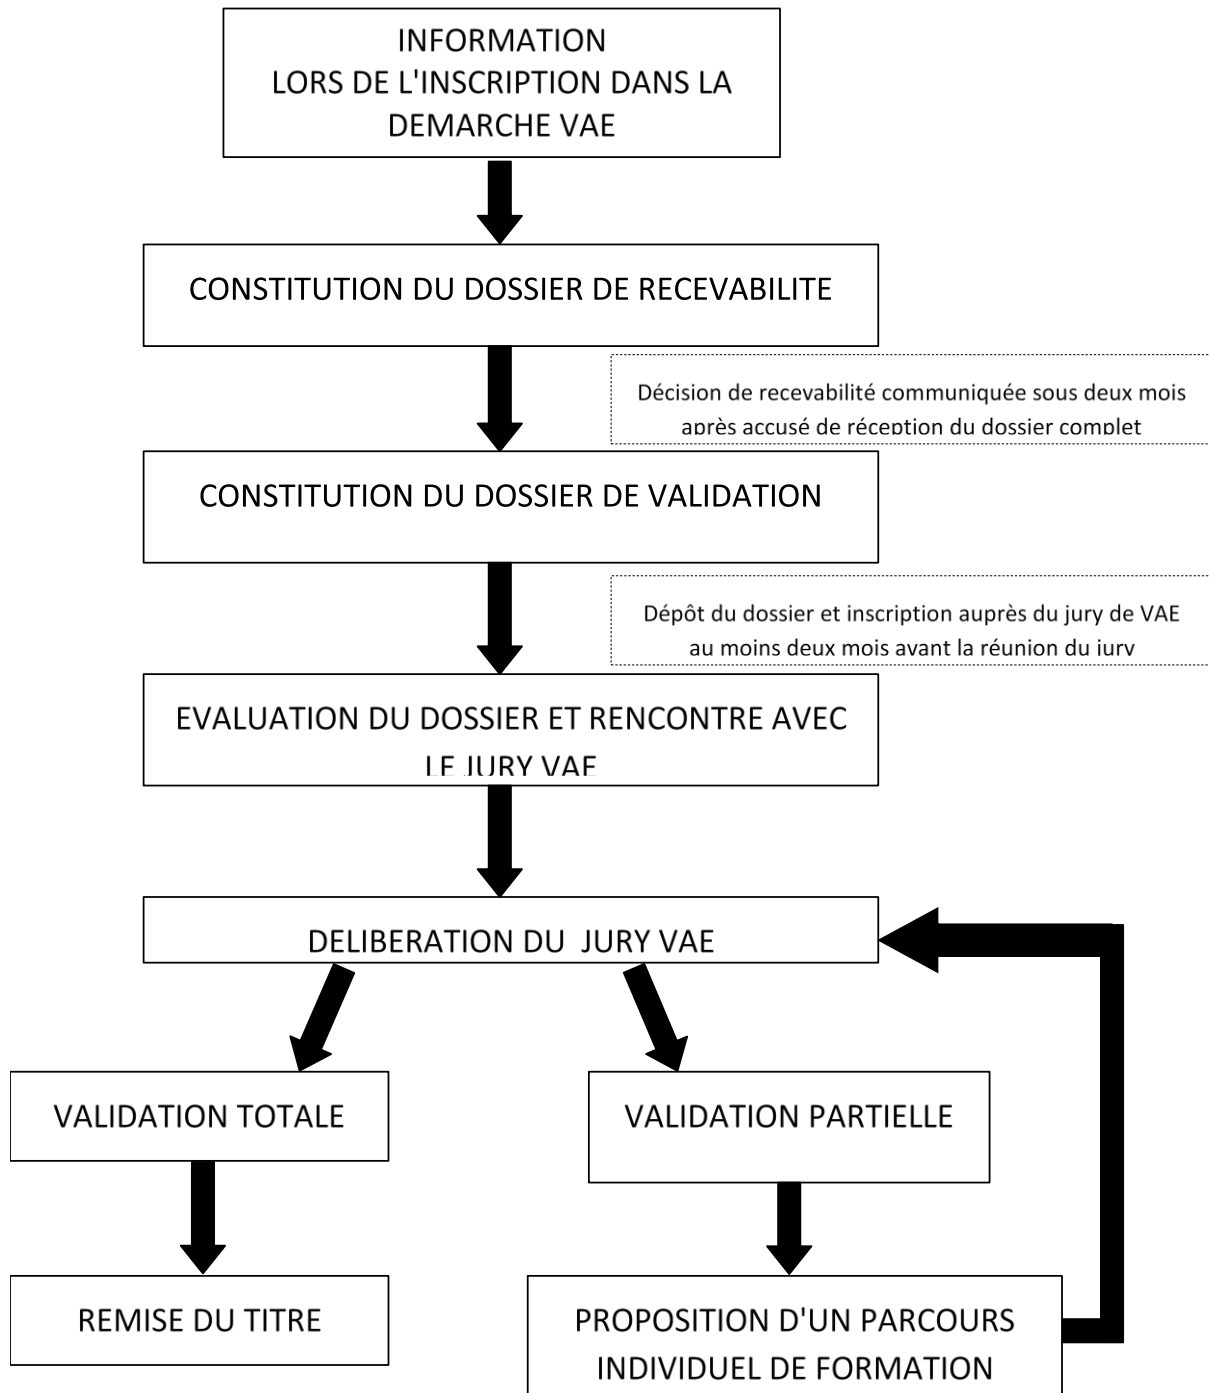 INFORMATION
LORS DE L'INSCRIPTION DANS LA
DEMARCHE VAE
CONSTITUTION DU DOSSIER DE RECEVABILITE
Décision de recevabilité communiquée sous deux mois
après accusé de réception du dossier complet
CONSTITUTION DU DOSSIER DE VALIDATION
Dépôt du dossier et inscription auprès du jury de VAE
au moins deux mois avant la réunion du jury
EVALUATION DU DOSSIER ET RENCONTRE AVEC
LE JURY VAE
DELIBERATION DU JURY VAE
VALIDATION TOTALE
VALIDATION PARTIELLE
REMISE DU TITRE
PROPOSITION D'UN PARCOURS
INDIVIDUEL DE FORMATION